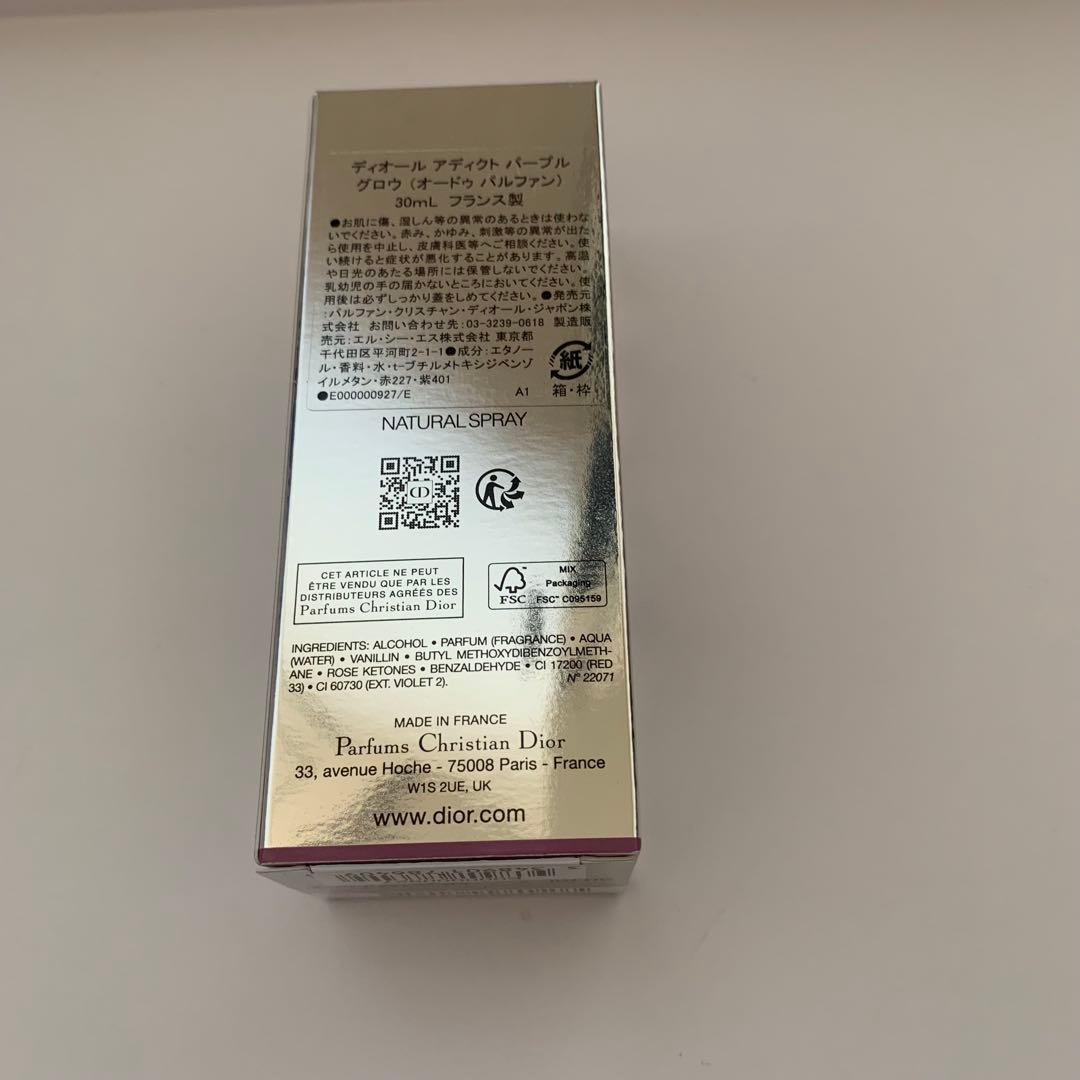 ディオール アディクト パープル
グロウ (オードゥ パルファン)
30mL フランス製
●お肌に傷、湿しん等の異常のあるときは使わな
いでください。赤み、かゆみ、刺激等の異常が出た
ら使用を中止し、皮膚科医等へご相談ください。使
い続けると症状が悪化することがあります。高温
や日光のあたる場所には保管しないでください。
乳幼児の手の届かないところにおいてください。使
用後は必ずしっかり蓋をしめてください。●発売元
:パルファン・クリスチャン・ディオール・ジャポン株
式会社 お問い合わせ先:03-3239-0618 製造販
売元:エル・シー・エス株式会社 東京都
千代田区平河町2-1-1●成分:エタノー
ル・香料・水・t-ブチルメトキシジベンゾ
イルメタン・赤227・紫401
●E000000927/E A1
紙
箱・枠
NATURAL SPRAY
CD
CET ARTICLE NE PEUT
ÊTRE VENDU QUE PAR LES
DISTRIBUTEURS AGRÉÉS DES
Parfums Christian Dior
FSC
MIX
Packaging
FSC™ C095159
INGREDIENTS: ALCOHOL • PARFUM (FRAGRANCE) • AQUA
(WATER) • VANILLIN • BUTYL METHOXYDIBENZOYLMETH-
ANE • ROSE KETONES • BENZALDEHYDE • CI 17200 (RED
33) • CI 60730 (EXT. VIOLET 2).
N° 22071
MADE IN FRANCE
Parfums Christian Dior
33, avenue Hoche - 75008 Paris - France
W1S 2UE, UK
www.dior.com